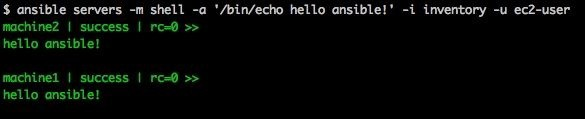 $ ansible servers -m shell -a '/bin/echo hello ansible!' -i inventory -u ec2-user
machine2 | success | rc=0 >>
hello ansible!
machine1 | success | rc=0 >>
hello ansible!